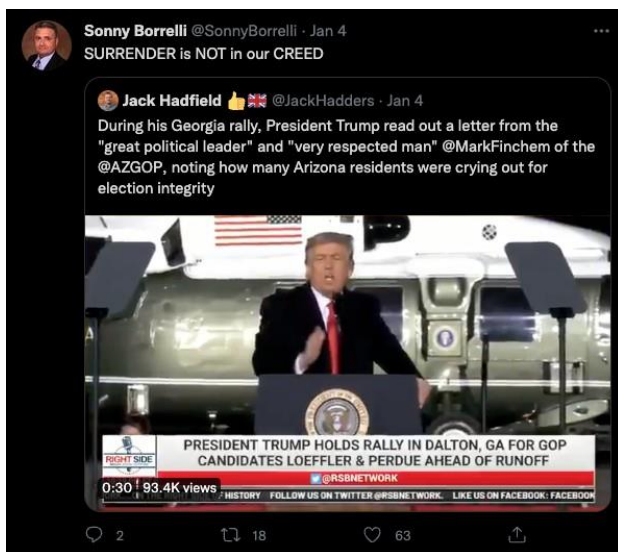 Sonny Borrelli @SonnyBorrelli · Jan 4
SURRENDER is NOT in our CREED
Jack Hadfield 👍🇬🇧 @JackHadders · Jan 4
During his Georgia rally, President Trump read out a letter from the
"great political leader" and "very respected man" @MarkFinchem of the
@AZGOP, noting how many Arizona residents were crying out for
election integrity
RIGHT SIDE
PRESIDENT TRUMP HOLDS RALLY IN DALTON, GA FOR GOP
CANDIDATES LOEFFLER & PERDUE AHEAD OF RUNOFF
@RSBNETWORK
0:30 93.4K views
HISTORY FOLLOW US ON TWITTER @RSBNETWORK. LIKE US ON FACEBOOK: FACEBOOK
2 18 63